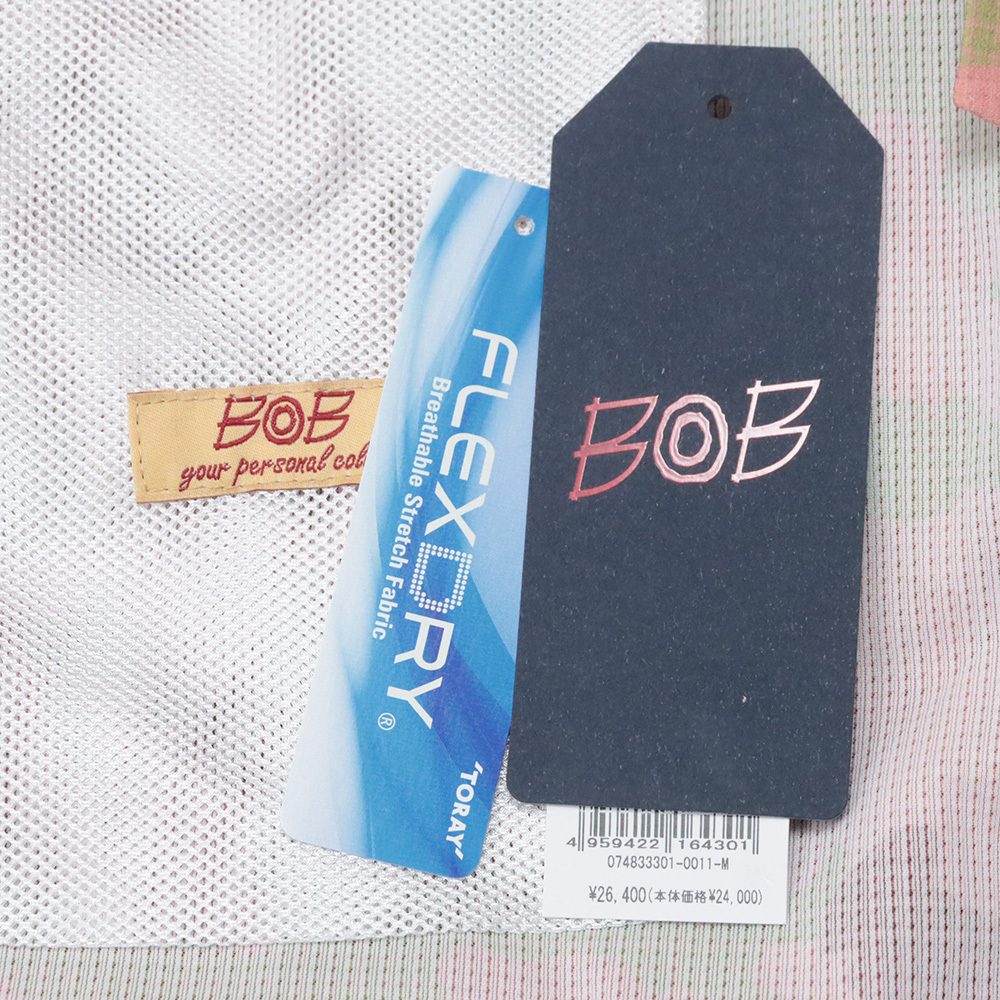 BOB
your personal col
FLEXDRY®
Breathable Stretch Fabric
'TORAY'
BOB
4 959422 164301
074833301-0011-M
¥26,400(本体価格¥24,000)